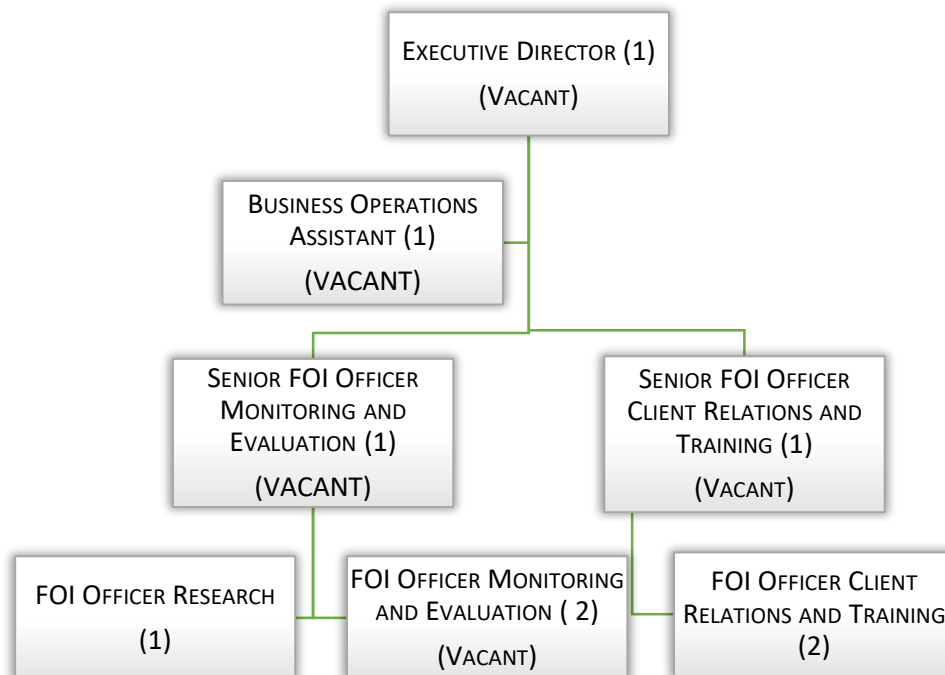 EXECUTIVE DIRECTOR (1)
(VACANT)
BUSINESS OPERATIONS
ASSISTANT (1)
(VACANT)
SENIOR FOI OFFICER
MONITORING AND
EVALUATION (1)
(VACANT)
SENIOR FOI OFFICER
CLIENT RELATIONS AND
TRAINING (1)
(VACANT)
FOI OFFICER RESEARCH
(1)
FOI OFFICER MONITORING
AND EVALUATION ( 2)
(VACANT)
FOI OFFICER CLIENT
RELATIONS AND TRAINING
(2)